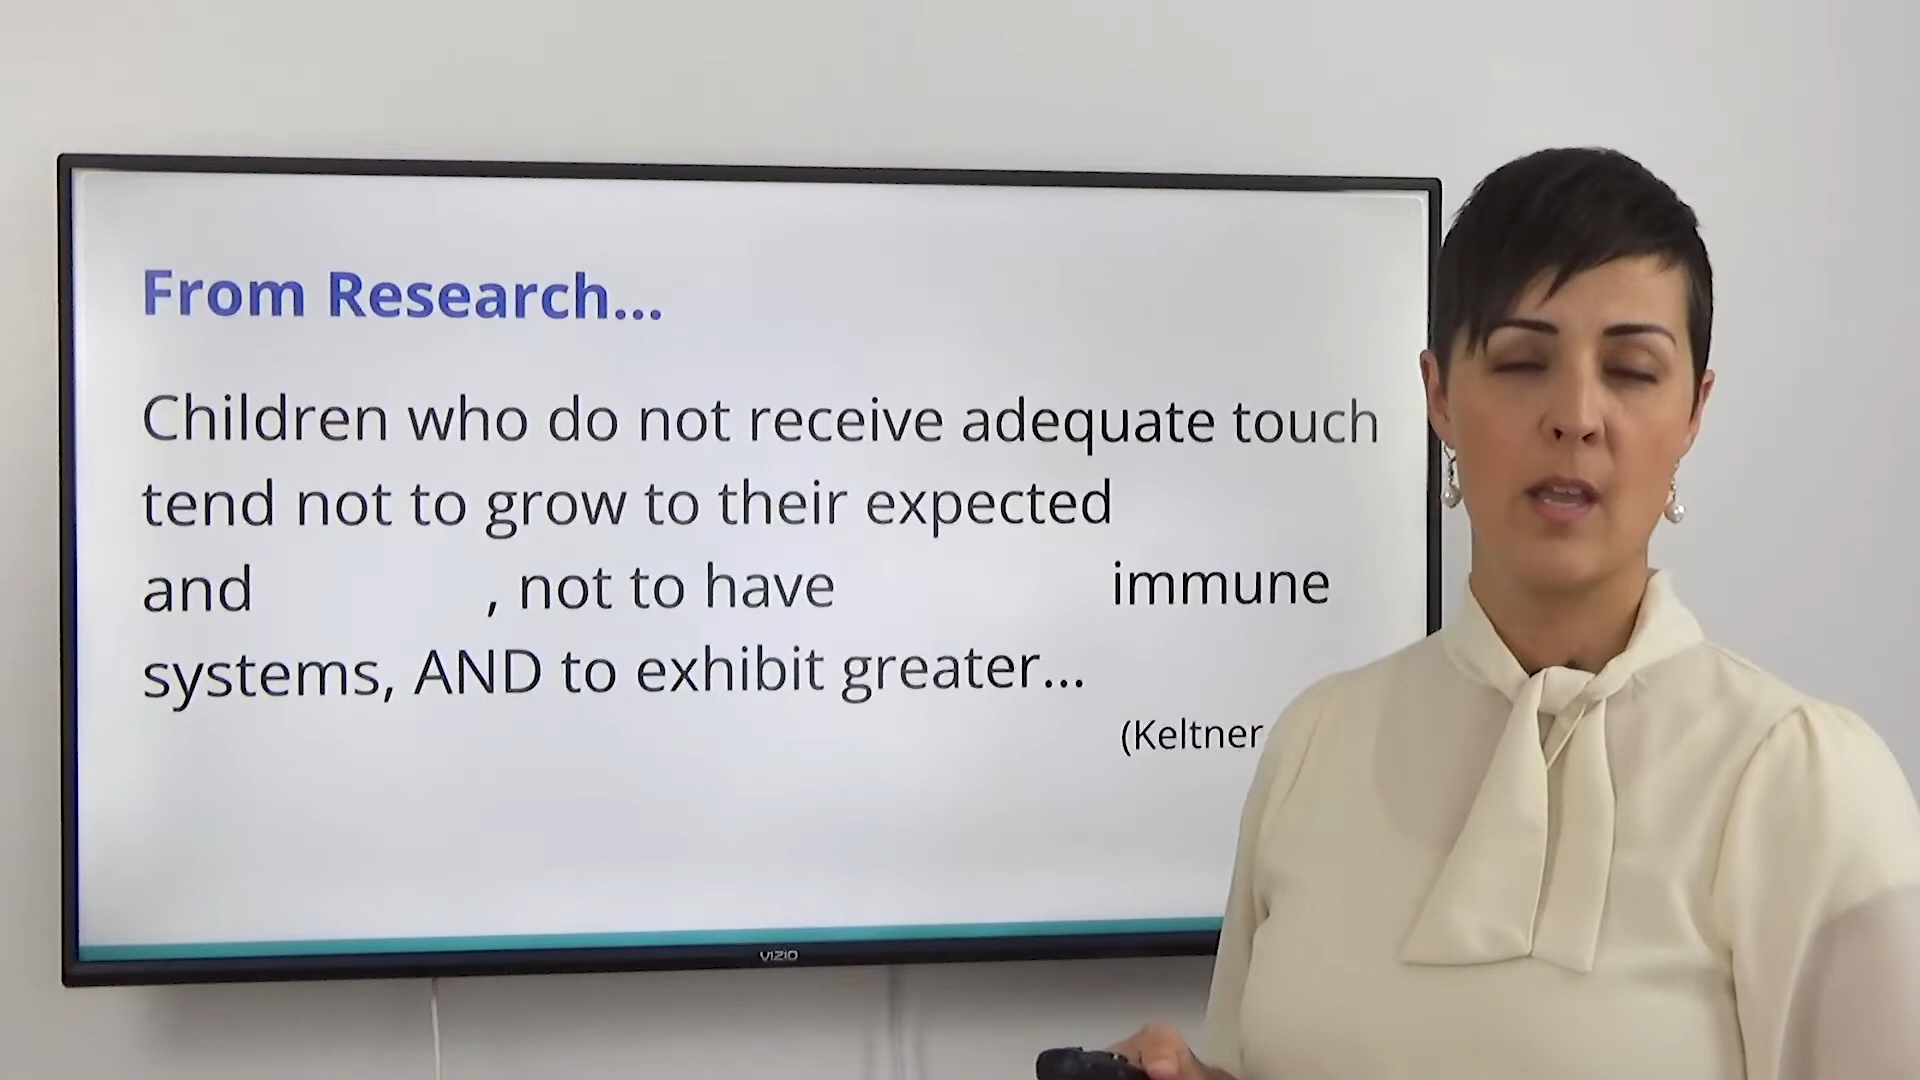 From Research...
Children who do not receive adequate touch
tend not to grow to their expected
and , not to have immune
systems, AND to exhibit greater...
(Keltner
VIZIO